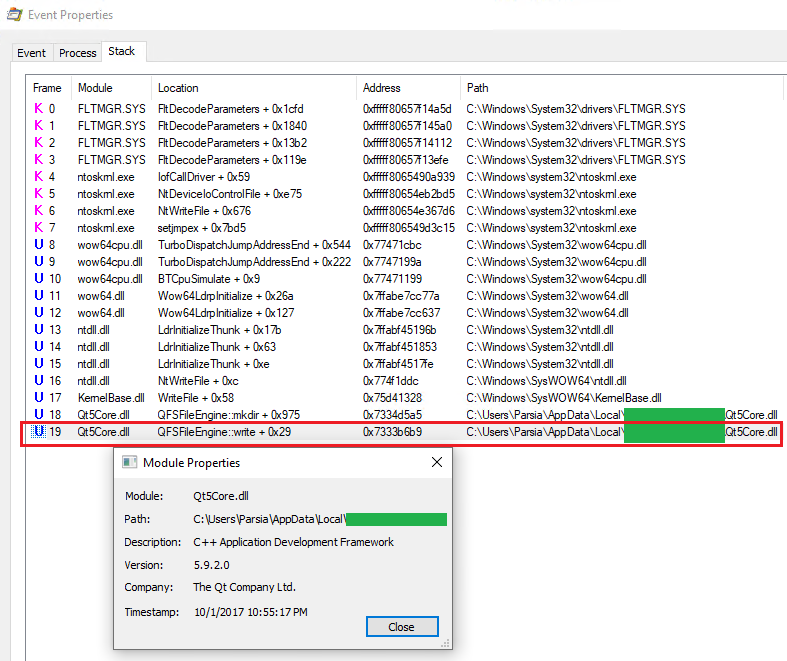 Event Properties
Event Process Stack
Frame Module Location Address Path
K 0 FLTMGR.SYS FltDecodeParameters + 0x1cfd 0xfffff80657f14a5d C:\Windows\System32\drivers\FLTMGR.SYS
K 1 FLTMGR.SYS FltDecodeParameters + 0x1840 0xfffff80657f145a0 C:\Windows\System32\drivers\FLTMGR.SYS
K 2 FLTMGR.SYS FltDecodeParameters + 0x13b2 0xfffff80657f14112 C:\Windows\System32\drivers\FLTMGR.SYS
K 3 FLTMGR.SYS FltDecodeParameters + 0x119e 0xfffff80657f13efe C:\Windows\System32\drivers\FLTMGR.SYS
K 4 ntoskrnl.exe IofCallDriver + 0x59 0xfffff8065490a939 C:\Windows\system32\ntoskrnl.exe
K 5 ntoskrnl.exe NtDeviceIoControlFile + 0xe75 0xfffff80654eb2bd5 C:\Windows\system32\ntoskrnl.exe
K 6 ntoskrnl.exe NtWriteFile + 0x676 0xfffff80654e367d6 C:\Windows\system32\ntoskrnl.exe
K 7 ntoskrnl.exe setjmpex + 0x7bd5 0xfffff806549d3c15 C:\Windows\system32\ntoskrnl.exe
U 8 wow64cpu.dll TurboDispatchJumpAddressEnd + 0x544 0x77471cbc C:\Windows\System32\wow64cpu.dll
U 9 wow64cpu.dll TurboDispatchJumpAddressEnd + 0x222 0x7747199a C:\Windows\System32\wow64cpu.dll
U 10 wow64cpu.dll BTCpuSimulate + 0x9 0x77471199 C:\Windows\System32\wow64cpu.dll
U 11 wow64.dll Wow64LdrpInitialize + 0x26a 0x7ffabe7cc77a C:\Windows\System32\wow64.dll
U 12 wow64.dll Wow64LdrpInitialize + 0x127 0x7ffabe7cc637 C:\Windows\System32\wow64.dll
U 13 ntdll.dll LdrInitializeThunk + 0x17b 0x7ffabf45196b C:\Windows\System32\ntdll.dll
U 14 ntdll.dll LdrInitializeThunk + 0x63 0x7ffabf451853 C:\Windows\System32\ntdll.dll
U 15 ntdll.dll LdrInitializeThunk + 0xe 0x7ffabf4517fe C:\Windows\System32\ntdll.dll
U 16 ntdll.dll NtWriteFile + 0xc 0x774f1ddc C:\Windows\SysWOW64\ntdll.dll
U 17 KernelBase.dll WriteFile + 0x58 0x75d41328 C:\Windows\SysWOW64\KernelBase.dll
U 18 Qt5Core.dll QFSFileEngine::mkdir + 0x975 0x7334d5a5 C:\Users\Parsia\AppData\Local\ Qt5Core.dll
U 19 Qt5Core.dll QFSFileEngine::write + 0x29 0x7333b6b9 C:\Users\Parsia\AppData\Local\ Qt5Core.dll
Module Properties
Module: Qt5Core.dll
Path: C:\Users\Parsia\AppData\Local\
Description: C++ Application Development Framework
Version: 5.9.2.0
Company: The Qt Company Ltd.
Timestamp: 10/1/2017 10:55:17 PM
Close